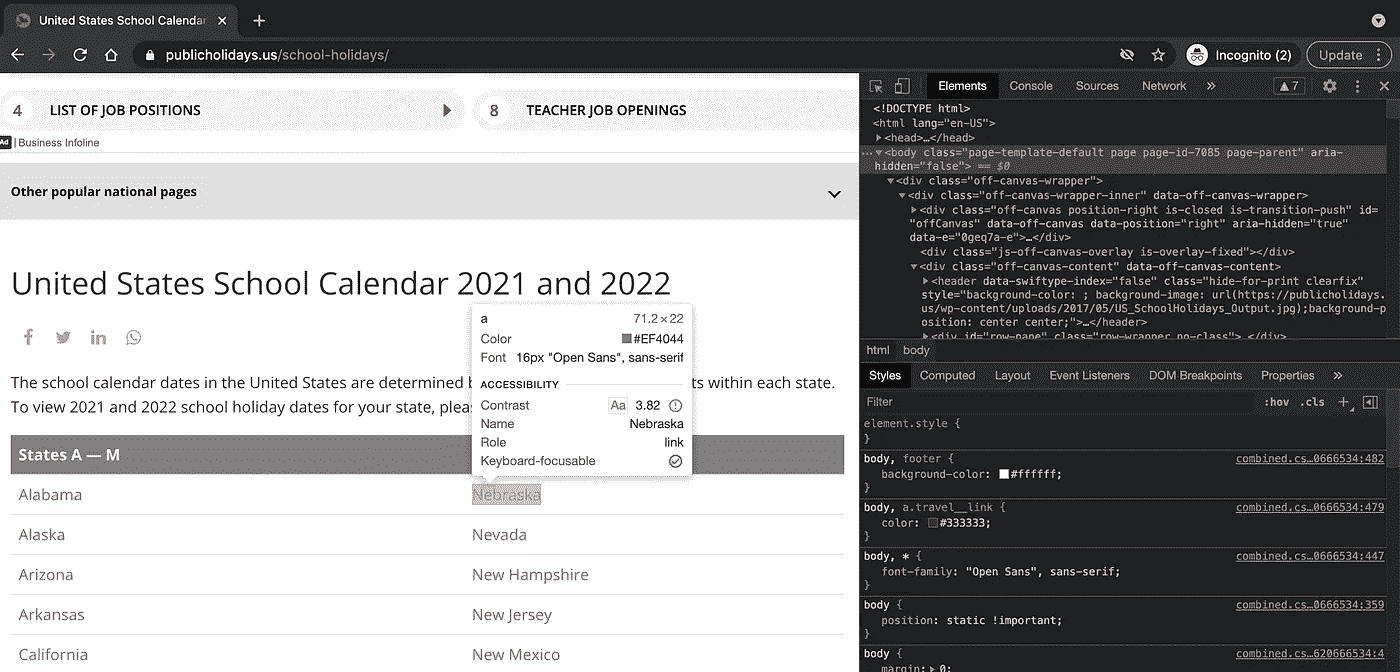 United States School Calendar
publicholidays.us/school-holidays/
Incognito (2)
Update
4 LIST OF JOB POSITIONS
8 TEACHER JOB OPENINGS
Ad | Business Infoline
Other popular national pages
United States School Calendar 2021 and 2022
The school calendar dates in the United States are determined b ts within each state.
To view 2021 and 2022 school holiday dates for your state, plea
a 71.2 × 22
Color #EF4044
Font 16px "Open Sans", sans-serif
ACCESSIBILITY
Contrast Aa 3.82
Name Nebraska
Role link
Keyboard-focusable
States A — M
Alabama Nebraska
Alaska Nevada
Arizona New Hampshire
Arkansas New Jersey
California New Mexico
Elements Console Sources Network » ▲7
<!DOCTYPE html>
<html lang="en-US">
▶<head>…</head>
…▼<body class="page-template-default page page-id-7085 page-parent" aria-
hidden="false"> == $0
▼<div class="off-canvas-wrapper">
▼<div class="off-canvas-wrapper-inner" data-off-canvas-wrapper>
▶<div class="off-canvas position-right is-closed is-transition-push" id=
"offCanvas" data-off-canvas data-position="right" aria-hidden="true"
data-e="0geq7a-e">…</div>
<div class="js-off-canvas-overlay is-overlay-fixed"></div>
▼<div class="off-canvas-content" data-off-canvas-content>
▶<header data-swiftype-index="false" class="hide-for-print clearfix"
style="background-color: ; background-image: url(https://publicholidays.
us/wp-content/uploads/2017/05/US_SchoolHolidays_Output.jpg);background-p
osition: center center;">…</header>
▶<div id="row-page" class="row-wrapper no-class">…</div>
html body
Styles Computed Layout Event Listeners DOM Breakpoints Properties »
Filter :hov .cls +
element.style {
}
body, footer { combined.cs…0666534:482
background-color: #ffffff;
}
body, a.travel__link { combined.cs…0666534:479
color: #333333;
}
body, * { combined.cs…0666534:447
font-family: "Open Sans", sans-serif;
}
body { combined.cs…0666534:359
position: static !important;
}
body { combined.cs…620666534:4
margin: ▶ 0;